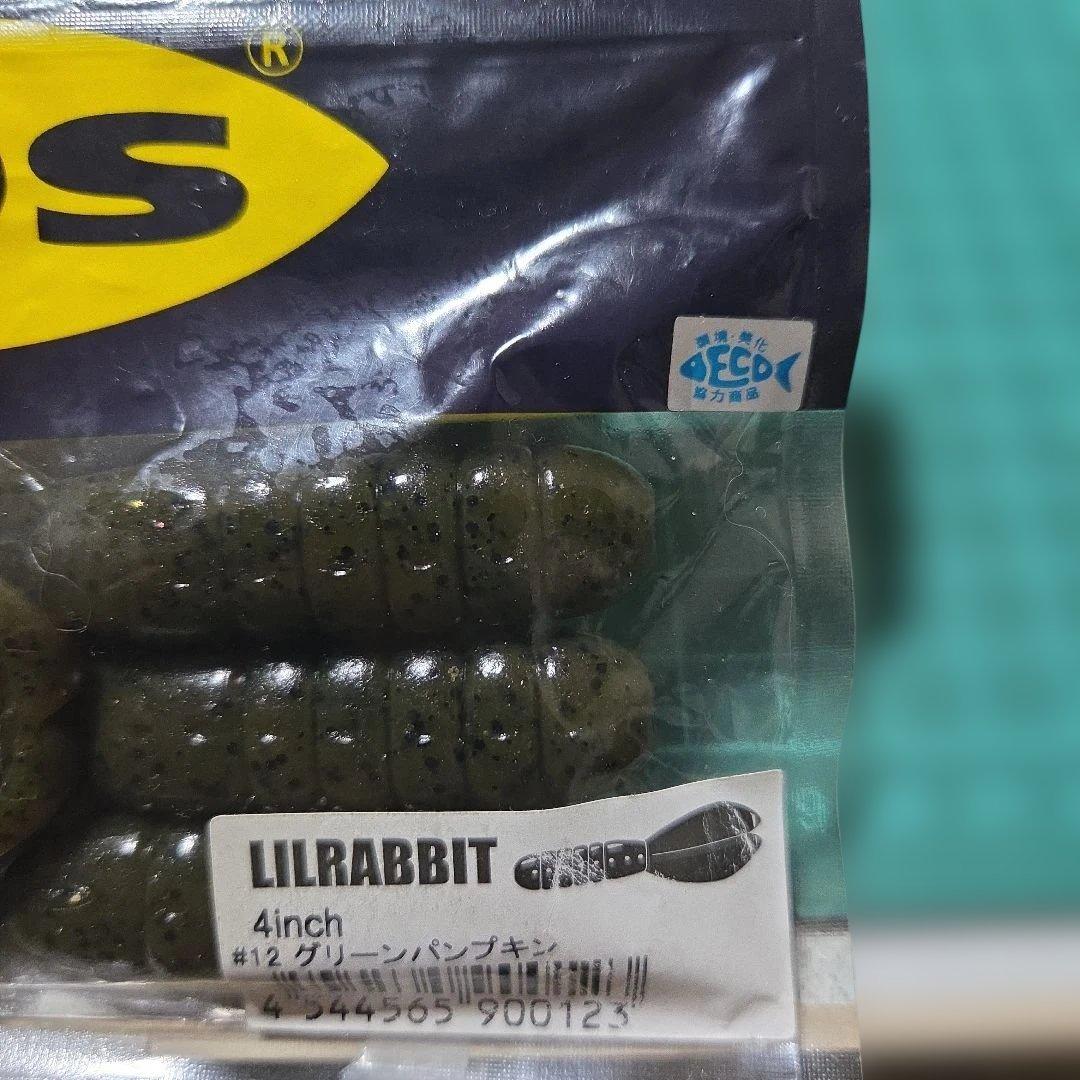 S®
環境・美化
ECO
協力商品
LILRABBIT
4inch
#12 グリーンパンプキン
4 544565 900123